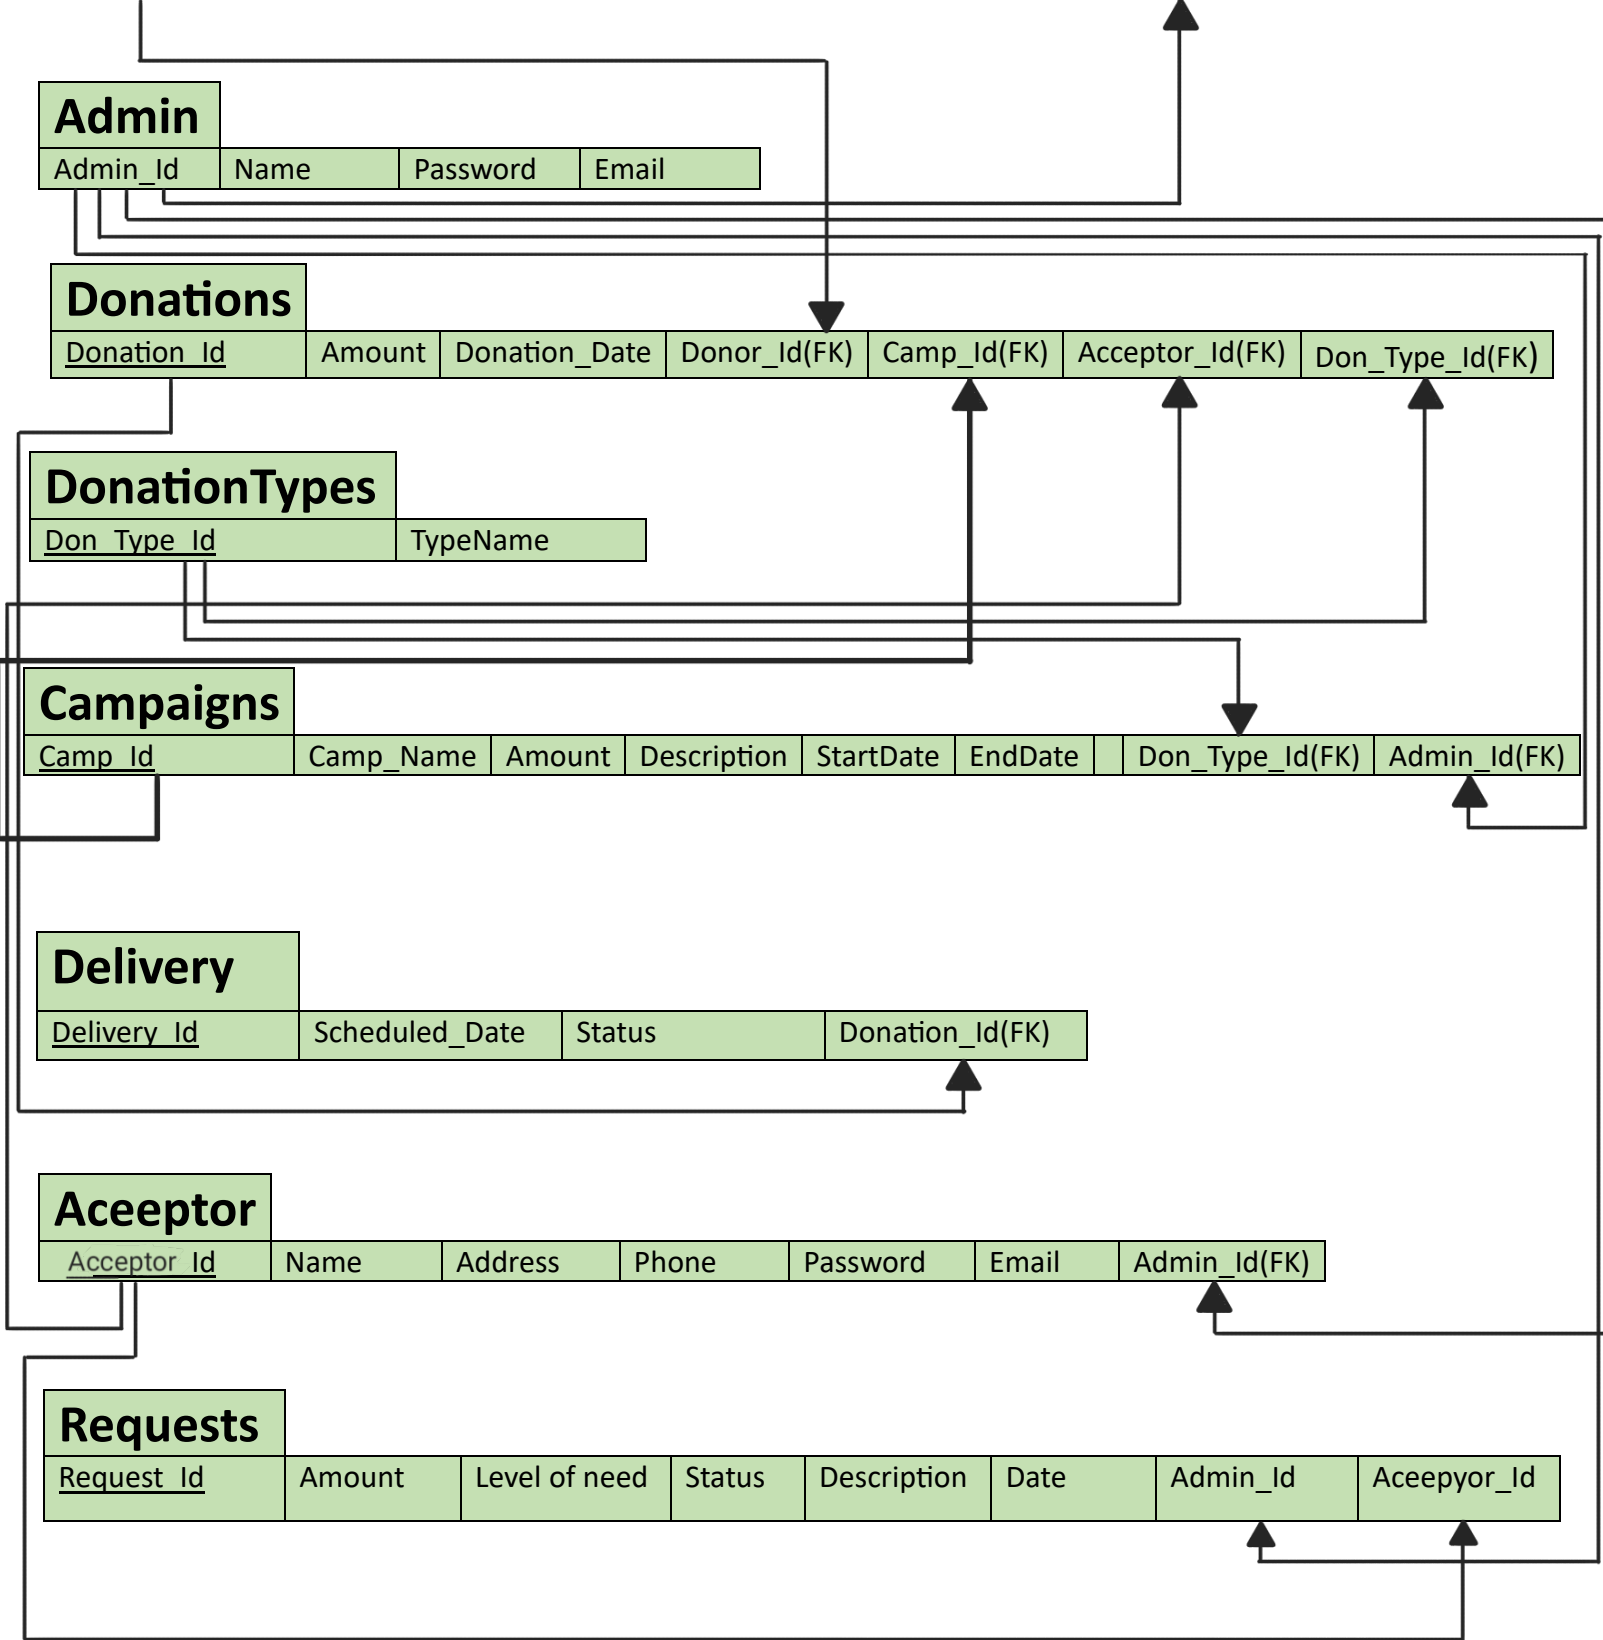 Admin
Admin_Id Name Password Email
Donations
Donation_Id Amount Donation_Date Donor_Id(FK) Camp_Id(FK) Acceptor_Id(FK) Don_Type_Id(FK)
DonationTypes
Don_Type_Id TypeName
Campaigns
Camp_Id Camp_Name Amount Description StartDate EndDate Don_Type_Id(FK) Admin_Id(FK)
Delivery
Delivery_Id Scheduled_Date Status Donation_Id(FK)
Aceeptor
Acceptor_Id Name Address Phone Password Email Admin_Id(FK)
Requests
Request_Id Amount Level of need Status Description Date Admin_Id Aceepyor_Id